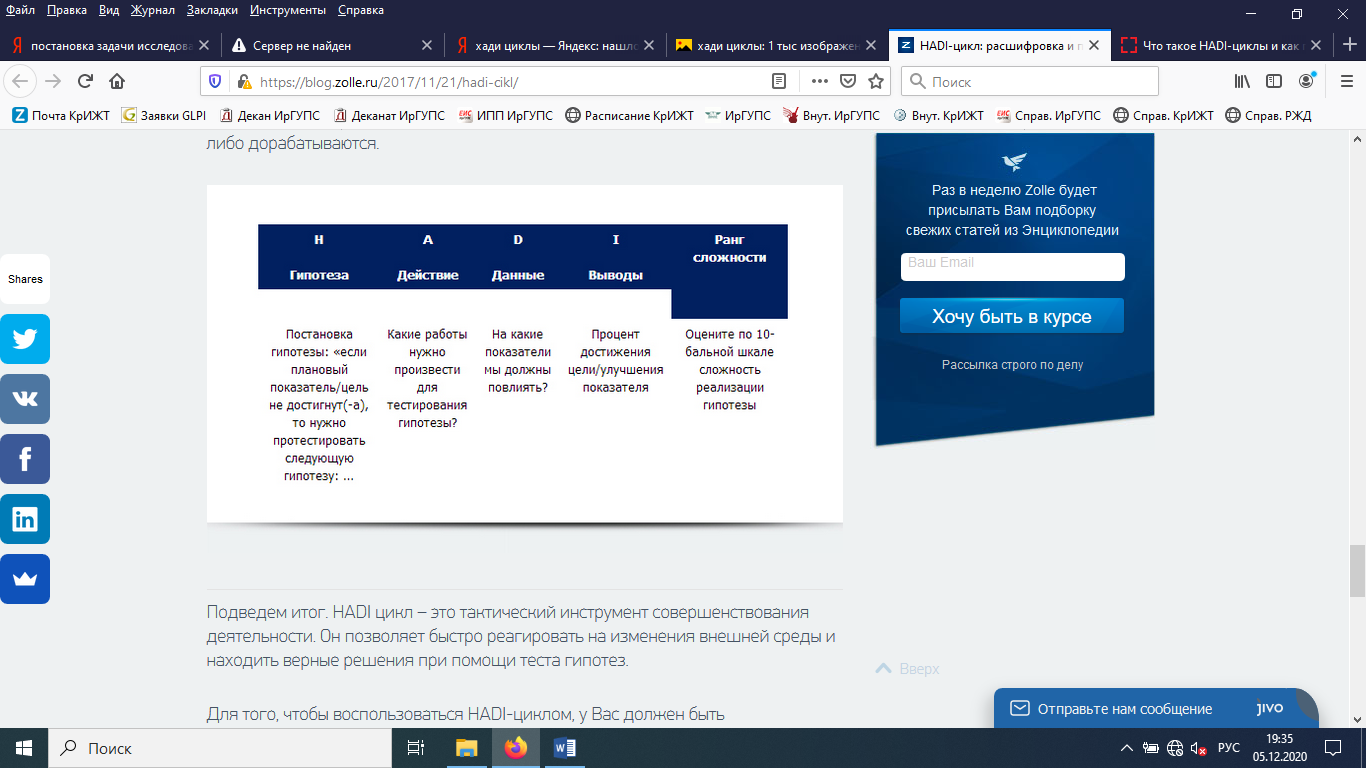 Файл Правка Вид Журнал Закладки Инструменты Справка
постановка задачи исследова
Сервер не найден
хади циклы — Яндекс: нашло
хади циклы: 1 тыс изображен
HADI-цикл: расшифровка и п
Что такое HADI-циклы и как
https://blog.zolle.ru/2017/11/21/hadi-cikl/
Поиск
Почта КрИЖТ Заявки GLPI Декан ИрГУПС Деканат ИрГУПС ИПП ИрГУПС Расписание КрИЖТ ИрГУПС Внут. ИрГУПС Внут. КрИЖТ Справ. ИрГУПС Справ. КрИЖТ Справ. РЖД
либо дорабатываются.
H
Гипотеза
A
Действие
D
Данные
I
Выводы
Ранг
сложности
Постановка
гипотезы: «если
плановый
показатель/цель
не достигнут(-а),
то нужно
протестировать
следующую
гипотезу: ...
Какие работы
нужно
произвести
для
тестирования
гипотезы?
На какие
показатели
мы должны
повлиять?
Процент
достижения
цели/улучшения
показателя
Оцените по 10-
бальной шкале
сложность
реализации
гипотезы
Подведем итог. HADI цикл – это тактический инструмент совершенствования
деятельности. Он позволяет быстро реагировать на изменения внешней среды и
находить верные решения при помощи теста гипотез.
Для того, чтобы воспользоваться HADI-циклом, у Вас должен быть
Shares
Раз в неделю Zolle будет
присылать Вам подборку
свежих статей из Энциклопедии
Ваш Email
Хочу быть в курсе
Рассылка строго по делу
Вверх
Отправьте нам сообщение jivo
Поиск
РУС
19:35
05.12.2020